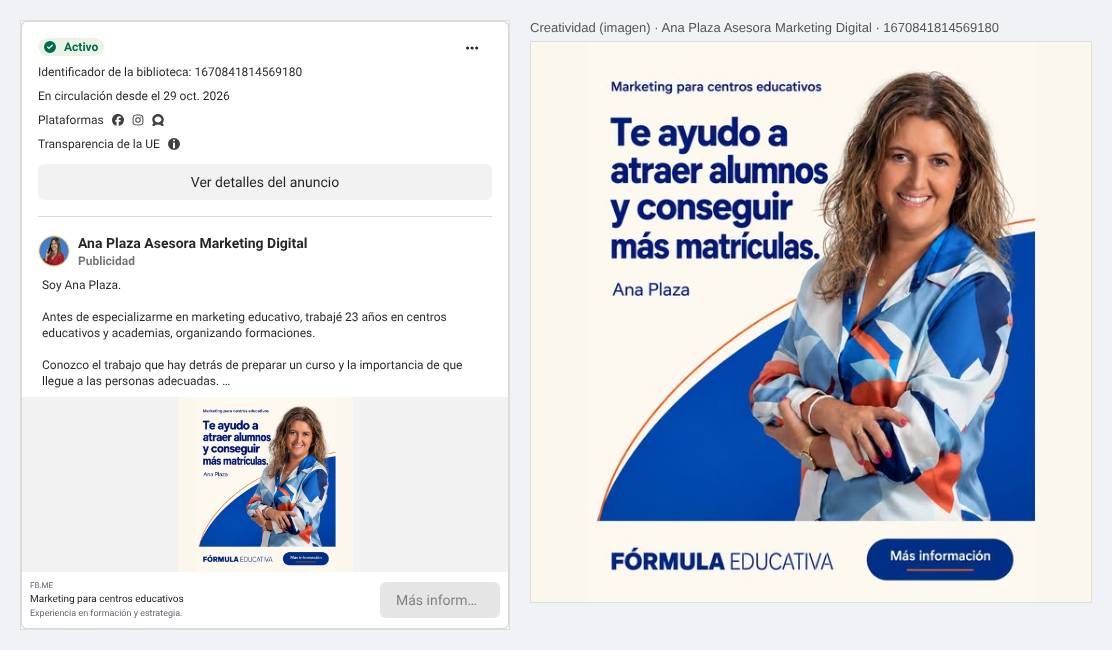 Activo
Identificador de la biblioteca: 1670841814569180
En circulación desde el 29 oct. 2026
Plataformas
Transparencia de la UE
Ver detalles del anuncio
Ana Plaza Asesora Marketing Digital
Publicidad
Soy Ana Plaza.
Antes de especializarme en marketing educativo, trabajé 23 años en centros
educativos y academias, organizando formaciones.
Conozco el trabajo que hay detrás de preparar un curso y la importancia de que
llegue a las personas adecuadas. ...
Marketing para centros educativos
Te ayudo a
atraer alumnos
y conseguir
más matrículas.
Ana Plaza
FÓRMULA EDUCATIVA
Más información
FB.ME
Marketing para centros educativos
Experiencia en formación y estrategia.
Más inform...
Creatividad (imagen) · Ana Plaza Asesora Marketing Digital · 1670841814569180
Marketing para centros educativos
Te ayudo a
atraer alumnos
y conseguir
más matrículas.
Ana Plaza
FÓRMULA EDUCATIVA
Más información